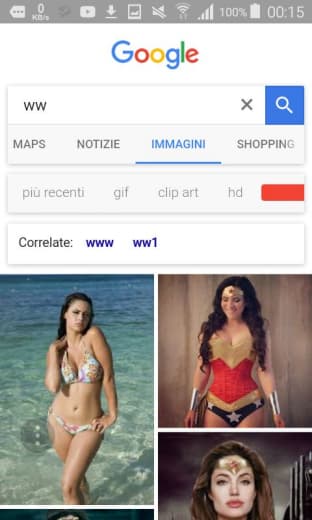 0
KB/s
100% 00:15
Google
ww
MAPS NOTIZIE IMMAGINI SHOPPING
più recenti gif clip art hd
Correlate: www ww1